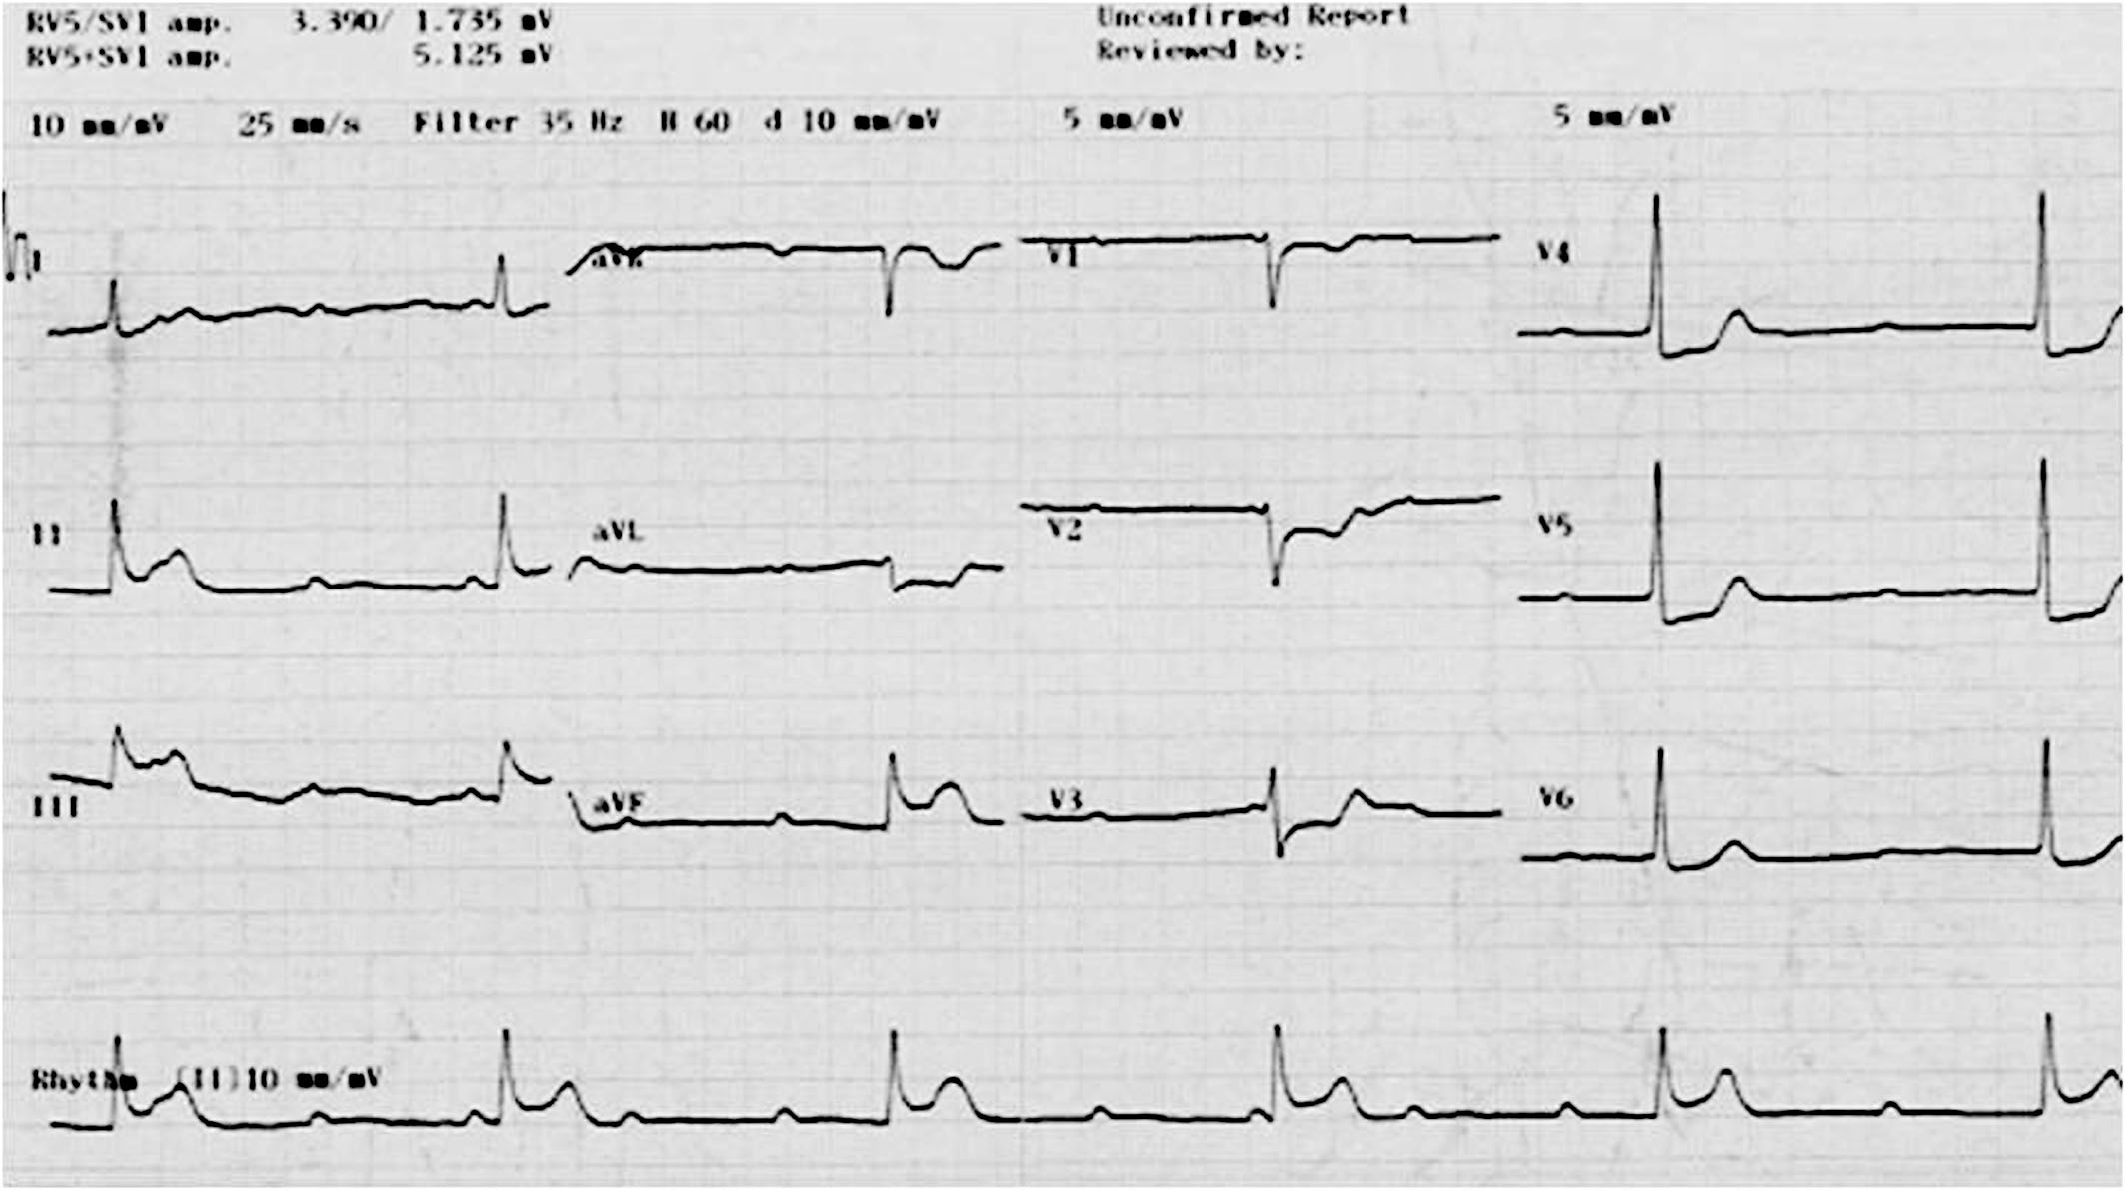 RV5/SV1 amp. 3.390/ 1.735 mV
RV5+SV1 amp. 5.125 mV
Unconfirmed Report
Reviewed by:
10 mm/mV 25 mm/s Filter 35 Hz H 60 d 10 mm/mV 5 mm/mV 5 mm/mV
I aVR V1 V4
II aVL V2 V5
III aVF V3 V6
Rhythm (II)10 mm/mV